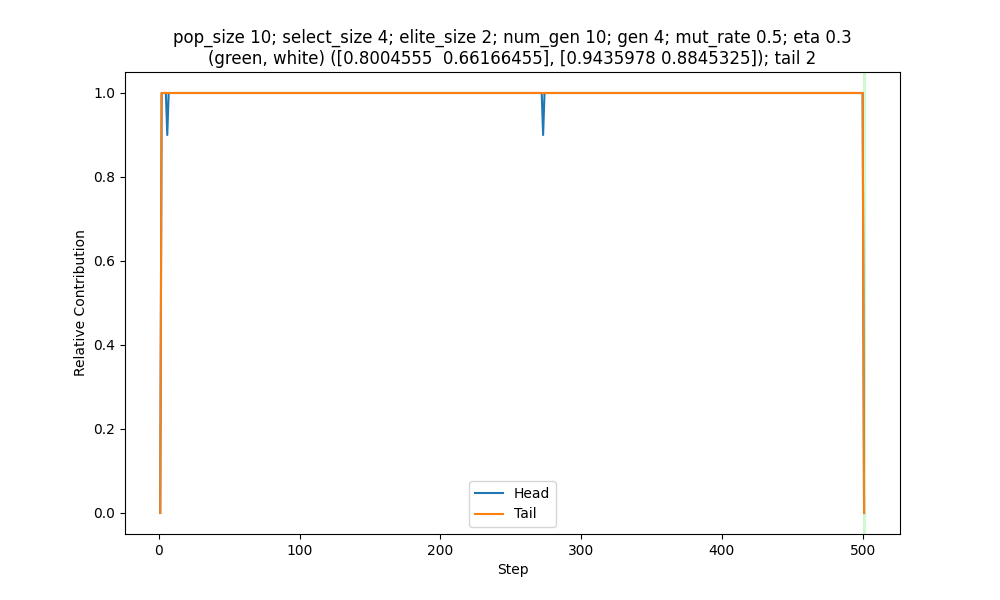 pop_size 10; select_size 4; elite_size 2; num_gen 10; gen 4; mut_rate 0.5; eta 0.3
(green, white) ([0.8004555  0.66166455], [0.9435978 0.8845325]); tail 2
1.0
0.8
0.6
0.4
0.2
0.0
Relative Contribution
Head
Tail
0
100
200
300
400
500
Step